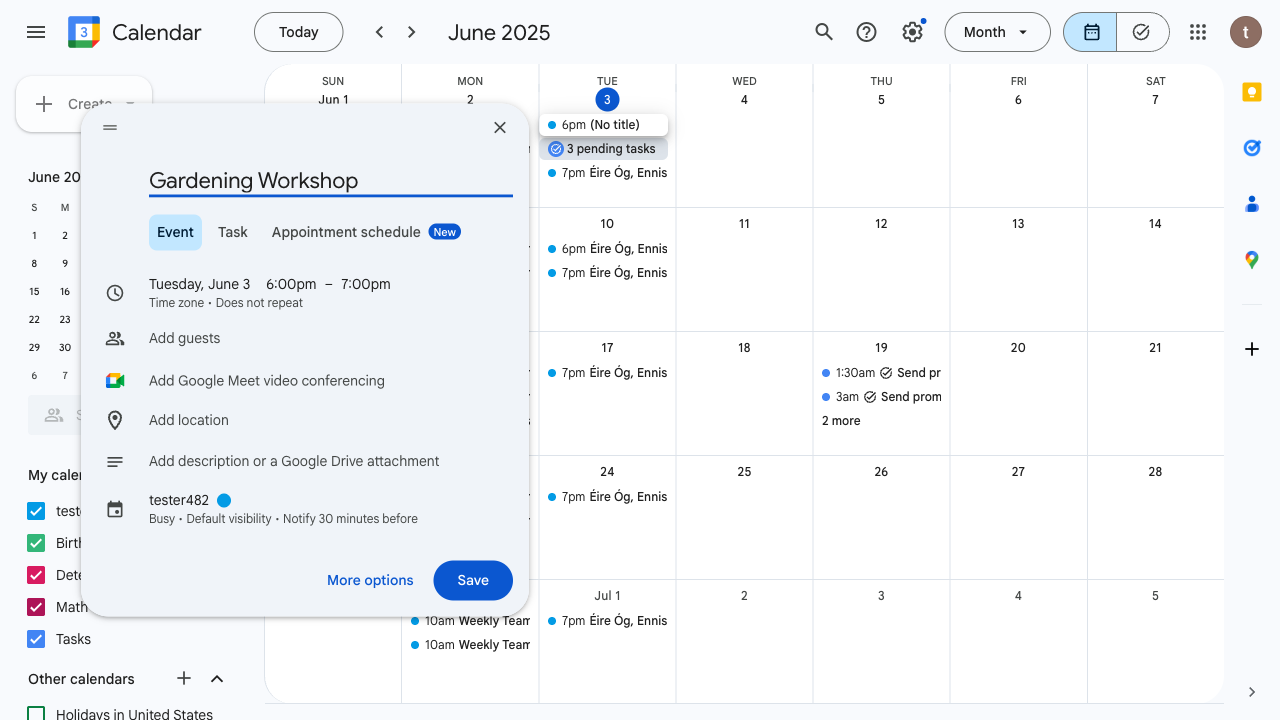 3 Calendar
Today
June 2025
Month
t
Create
June 20
S M
1 2
8 9
15 16
22 23
29 30
6 7
My caler
Birth
Dete
Math
Tasks
Other calendars
Holidays in United States
Gardening Workshop
Event Task Appointment schedule New
Tuesday, June 3 6:00pm – 7:00pm
Time zone • Does not repeat
Add guests
Add Google Meet video conferencing
Add location
Add description or a Google Drive attachment
tester482
Busy • Default visibility • Notify 30 minutes before
More options
Save
SUN MON TUE WED THU FRI SAT
Jun 1 2 3 4 5 6 7
6pm (No title)
3 pending tasks
7pm Éire Óg, Ennis
10 11 12 13 14
6pm Éire Óg, Ennis
7pm Éire Óg, Ennis
17 18 19 20 21
7pm Éire Óg, Ennis
1:30am Send pr
3am Send prom
2 more
24 25 26 27 28
7pm Éire Óg, Ennis
Jul 1 2 3 4 5
10am Weekly Team
10am Weekly Team
7pm Éire Óg, Ennis